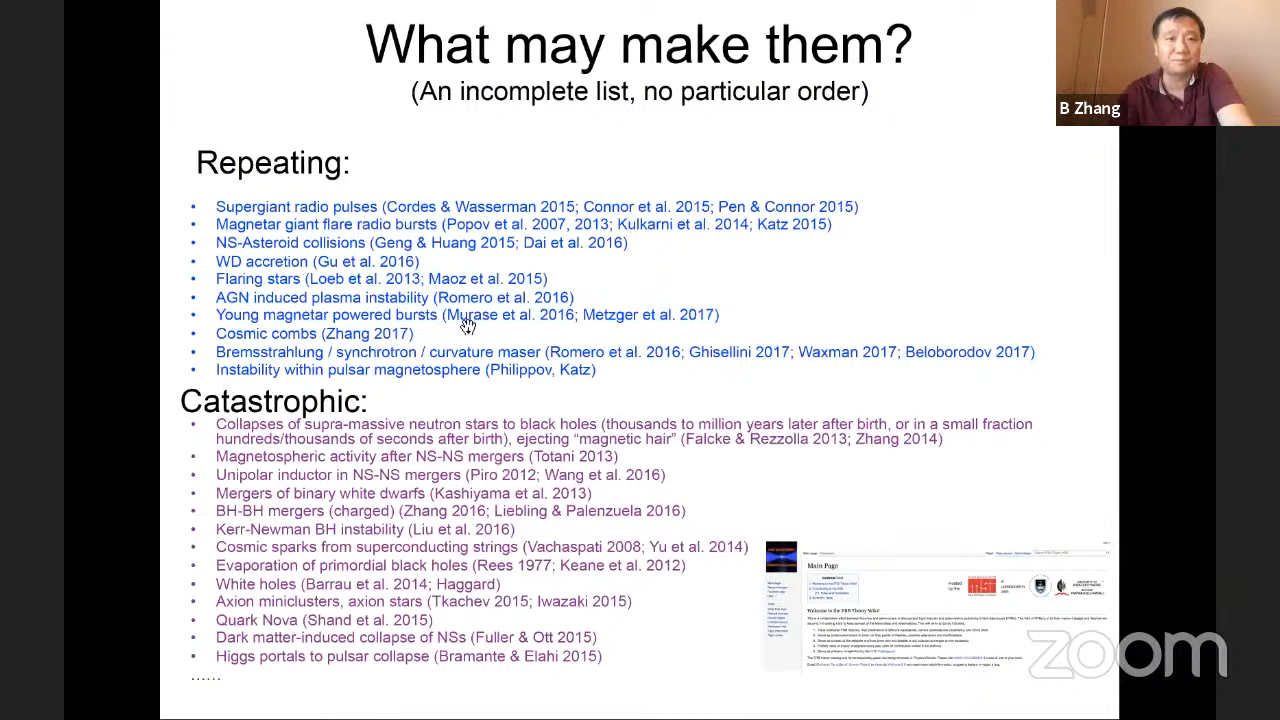 What may make them?
(An incomplete list, no particular order)
B Zhang
Repeating:
• Supergiant radio pulses (Cordes & Wasserman 2015; Connor et al. 2015; Pen & Connor 2015)
• Magnetar giant flare radio bursts (Popov et al. 2007, 2013; Kulkarni et al. 2014; Katz 2015)
• NS-Asteroid collisions (Geng & Huang 2015; Dai et al. 2016)
• WD accretion (Gu et al. 2016)
• Flaring stars (Loeb et al. 2013; Maoz et al. 2015)
• AGN induced plasma instability (Romero et al. 2016)
• Young magnetar powered bursts (Murase et al. 2016; Metzger et al. 2017)
• Cosmic combs (Zhang 2017)
• Bremsstrahlung / synchrotron / curvature maser (Romero et al. 2016; Ghisellini 2017; Waxman 2017; Beloborodov 2017)
• Instability within pulsar magnetosphere (Philippov, Katz)
Catastrophic:
• Collapses of supra-massive neutron stars to black holes (thousands to million years later after birth, or in a small fraction
hundreds/thousands of seconds after birth), ejecting “magnetic hair” (Falcke & Rezzolla 2013; Zhang 2014)
• Magnetospheric activity after NS-NS mergers (Totani 2013)
• Unipolar inductor in NS-NS mergers (Piro 2012; Wang et al. 2016)
• Mergers of binary white dwarfs (Kashiyama et al. 2013)
• BH-BH mergers (charged) (Zhang 2016; Liebling & Palenzuela 2016)
• Kerr-Newman BH instability (Liu et al. 2016)
• Cosmic sparks from superconducting strings (Vachaspati 2008; Yu et al. 2014)
• Evaporation of primordial black holes (Rees 1977; Keane et al. 2012)
• White holes (Barrau et al. 2014; Haggard)
• Axion miniclusters, axion stars (Tkachev 2015; Iwazaki 2015)
• Quark Nova (Shand et al. 2015)
• Dark matter-induced collapse of NSs (Fuller & Ott 2015)
• Higgs portals to pulsar collapse (Bramante & Elahi 2015)
……
Main Page
Welcome to the FRB Theory Wiki!
zoom